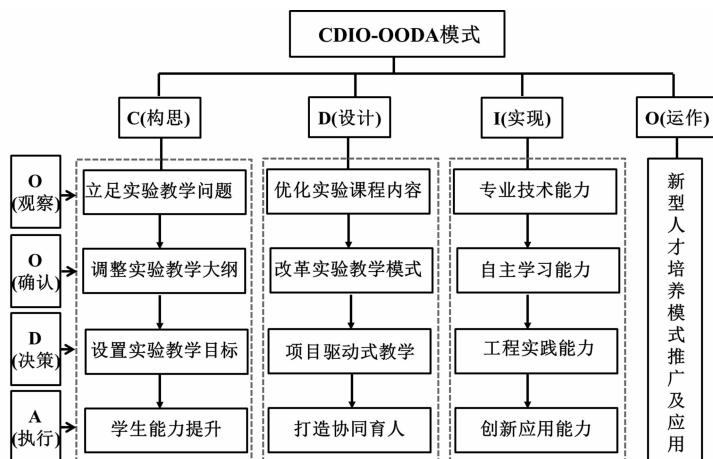 CDIO-OODA模式
C(构思)
D(设计)
I(实现)
O(运作)
O
(观察)
立足实验教学问题
优化实验课程内容
专业技术能力
O
(确认)
调整实验教学大纲
改革实验教学模式
自主学习能力
D
(决策)
设置实验教学目标
项目驱动式教学
工程实践能力
A
(执行)
学生能力提升
打造协同育人
创新应用能力
新型人才培养模式推广及应用